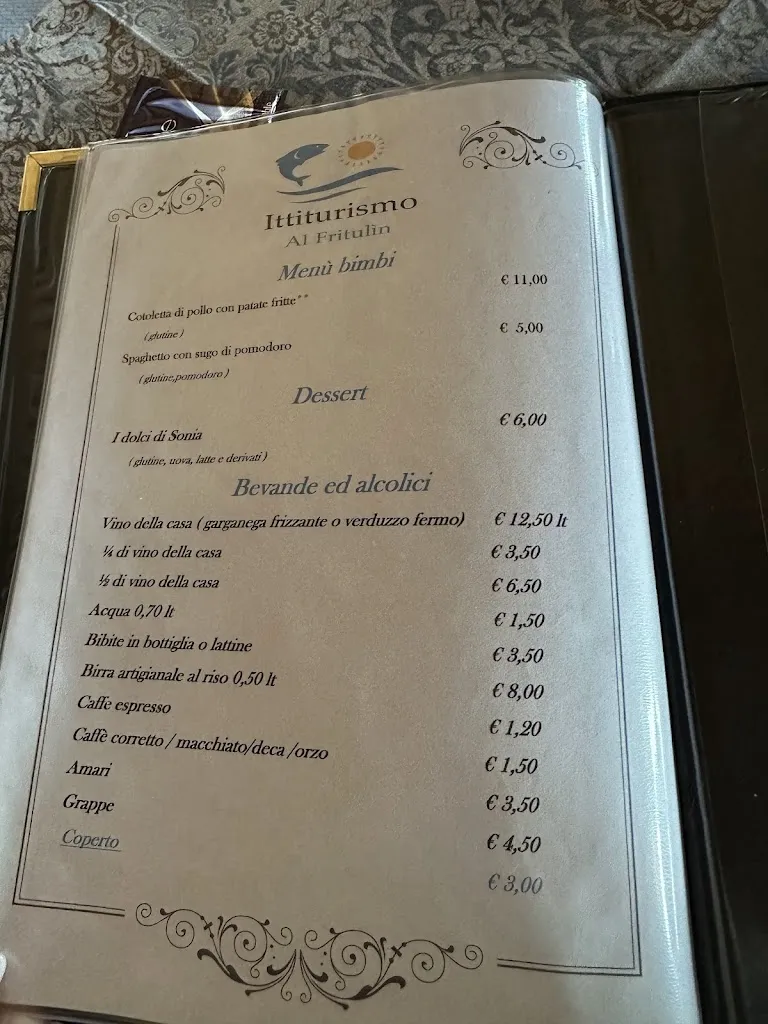 Ittiturismo
Al Fritulìn
Menù bimbi
Cotoletta di pollo con patate fritte** € 11,00
(glutine)
Spaghetto con sugo di pomodoro € 5,00
(glutine,pomodoro)
Dessert
I dolci di Sonia € 6,00
(glutine, uova, latte e derivati)
Bevande ed alcolici
Vino della casa ( garganega frizzante o verduzzo fermo) € 12,50 lt
¼ di vino della casa € 3,50
½ di vino della casa € 6,50
Acqua 0,70 lt € 1,50
Bibite in bottiglia o lattine € 3,50
Birra artigianale al riso 0,50 lt € 8,00
Caffe espresso € 1,20
Caffè corretto / macchiato/deca /orzo € 1,50
Amari € 3,50
Grappe € 4,50
Coperto € 3,00